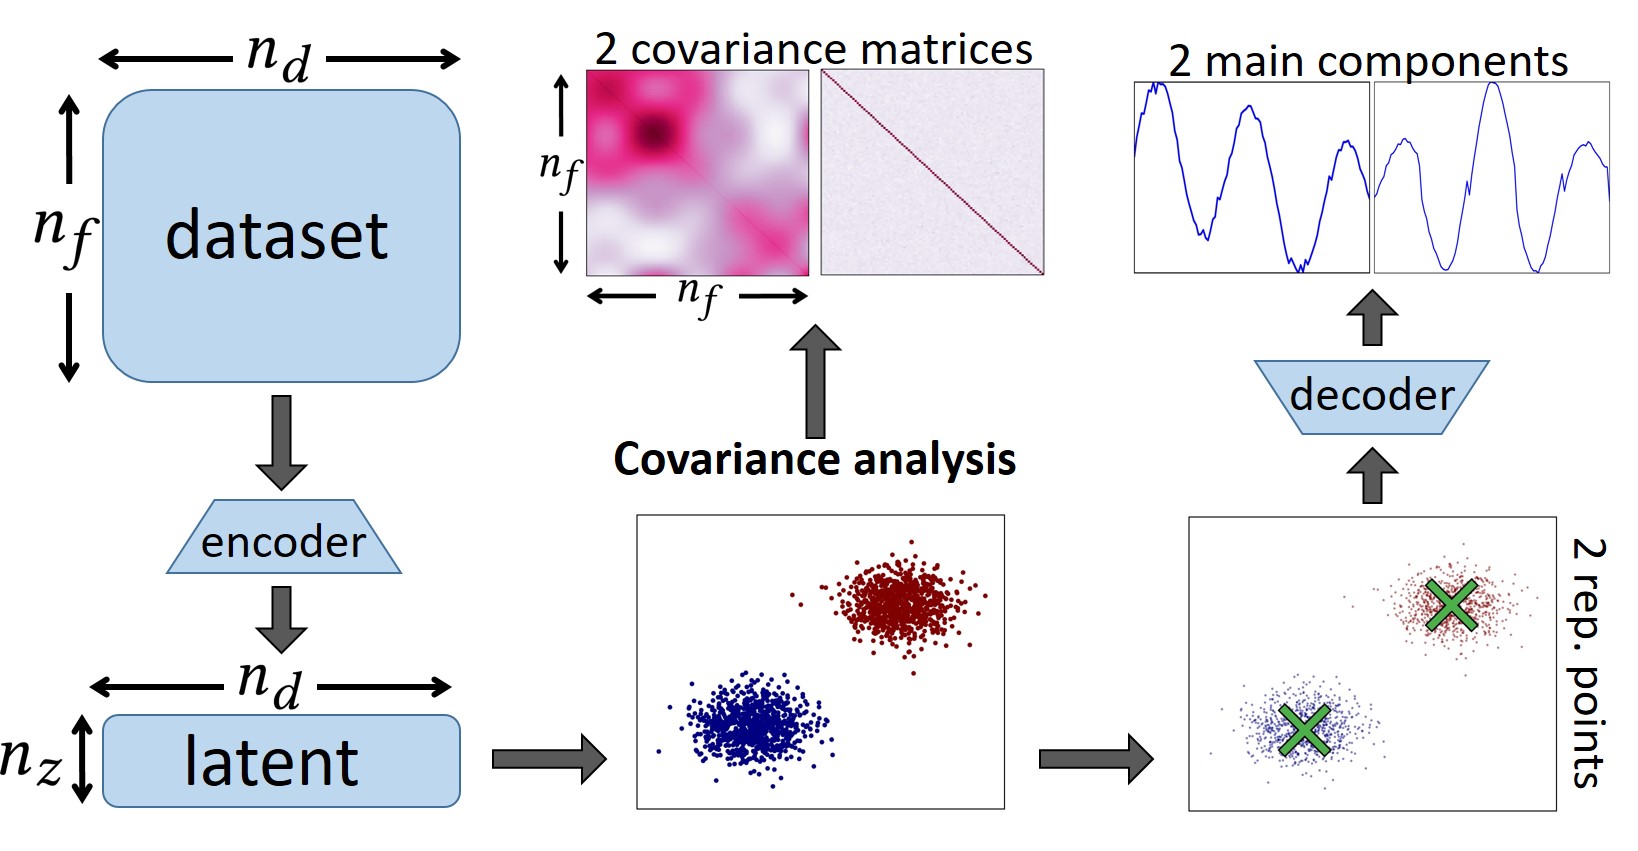 n_d
n_f
dataset
encoder
n_d
n_z
latent
2 covariance matrices
n_f
n_f
Covariance analysis
2 main components
decoder
2 rep. points